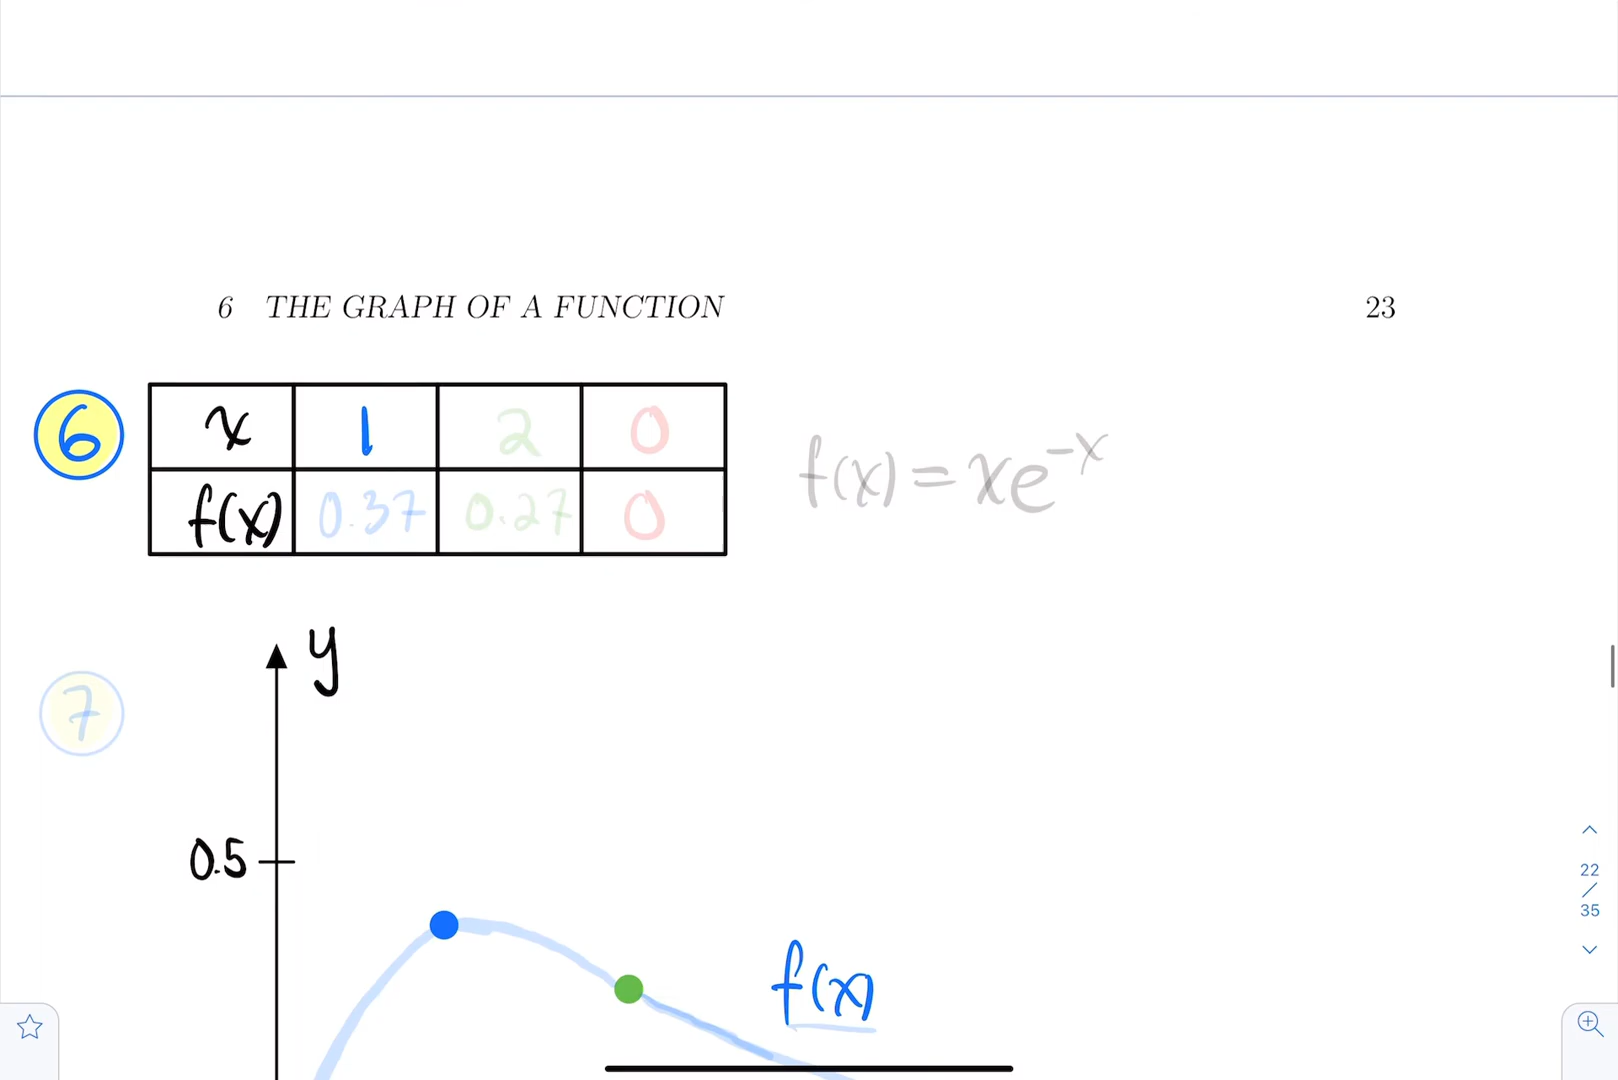 6 THE GRAPH OF A FUNCTION 23
6
x 1 2 0
f(x) 0.37 0.27 0
f(x) = xe^{-x}
y
7
0.5
22
/
35
f(x)